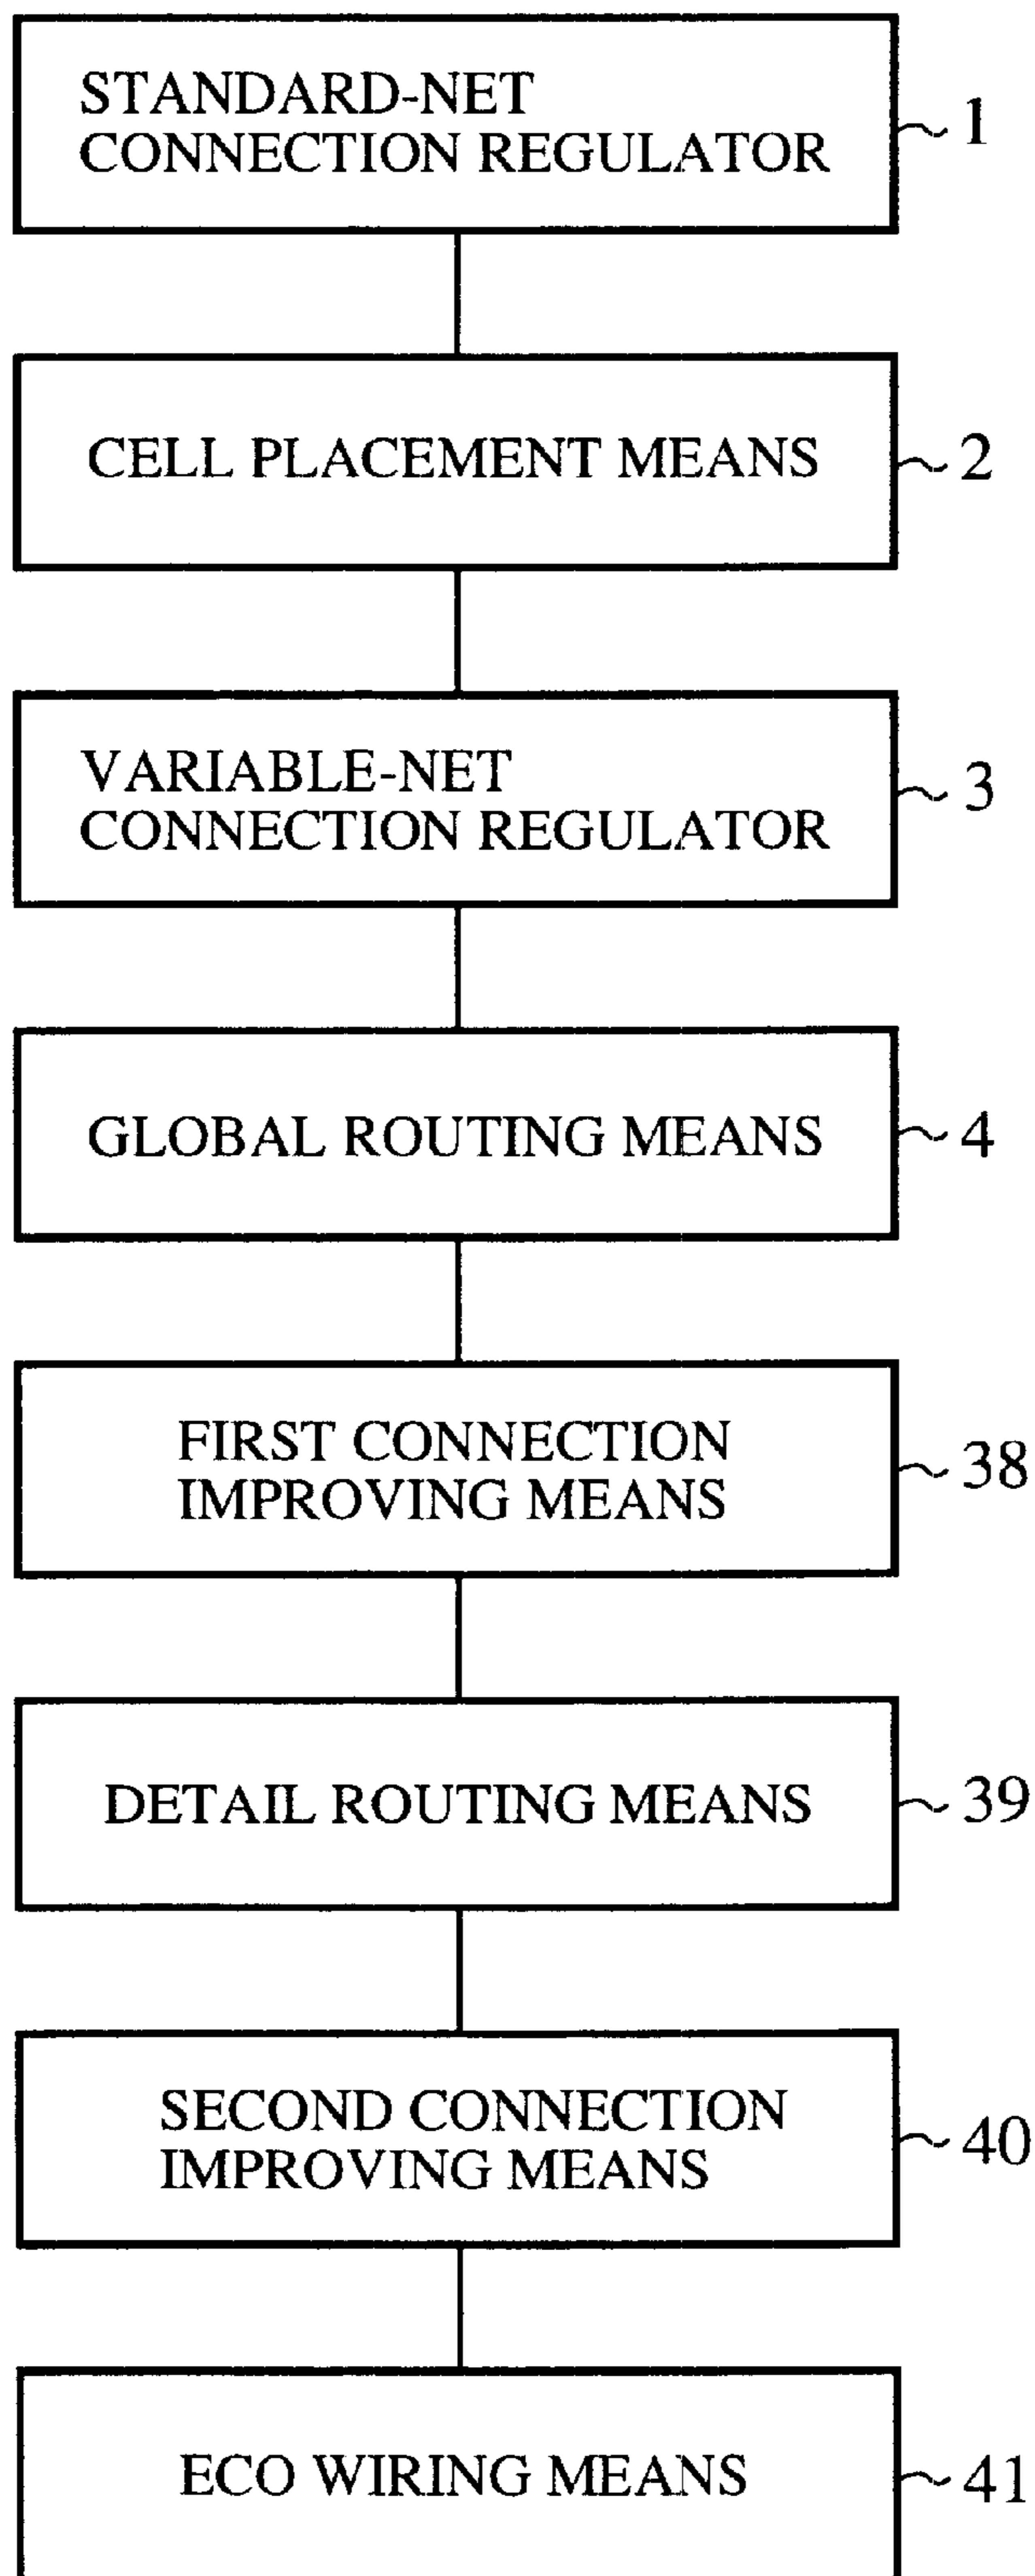 STANDARD-NET
CONNECTION REGULATOR
1
CELL PLACEMENT MEANS
2
VARIABLE-NET
CONNECTION REGULATOR
3
GLOBAL ROUTING MEANS
4
FIRST CONNECTION
IMPROVING MEANS
38
DETAIL ROUTING MEANS
39
SECOND CONNECTION
IMPROVING MEANS
40
ECO WIRING MEANS
41